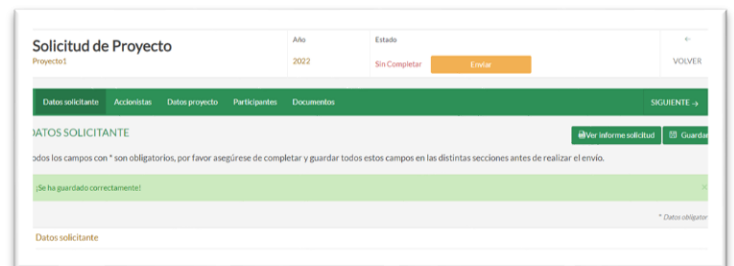 Solicitud de Proyecto
Proyecto1
Año
2022
Estado
Sin Completar
Enviar
←
VOLVER
Datos solicitante Accionistas Datos proyecto Participantes Documentos SIGUIENTE →
DATOS SOLICITANTE
Ver informe solicitud
Guardar
odos los campos con * son obligatorios, por favor asegúrese de completar y guardar todos estos campos en las distintas secciones antes de realizar el envío.
¡Se ha guardado correctamente! ×
* Datos obligator
Datos solicitante